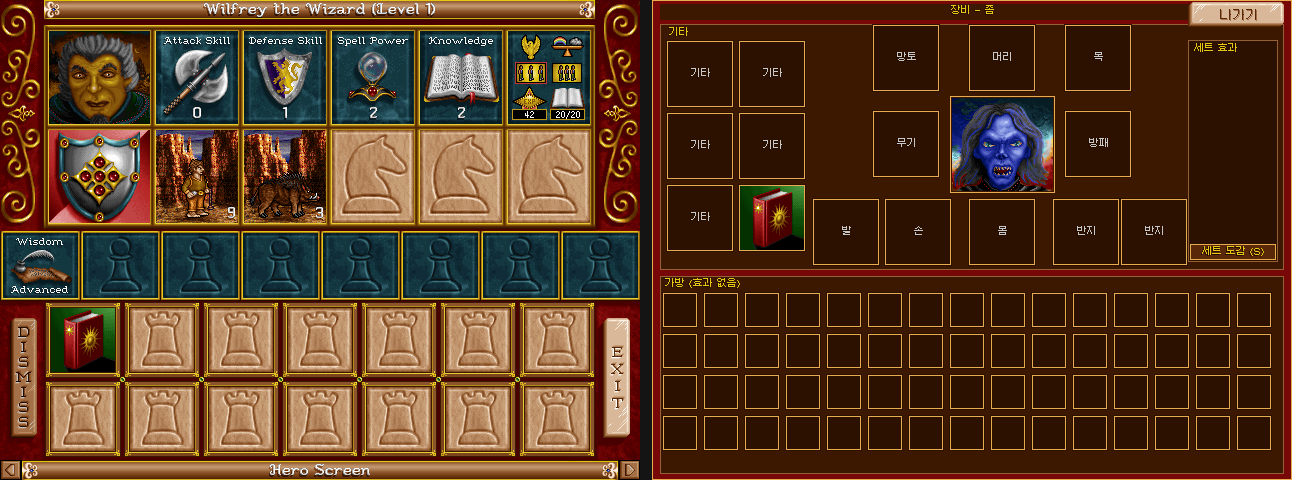 Wilfrey the Wizard (Level 1)
Attack Skill
Defense Skill
Spell Power
Knowledge
0
1
2
2
42
20/20
9
3
Wisdom
Advanced
DISMISS
EXIT
Hero Screen
장비 - 좀
나기기
기타
기타
기타
기타
기타
기타
망토
머리
목
무기
방패
발
손
몸
반지
반지
세트 효과
세트 도감 (S)
가방 (효과 없음)